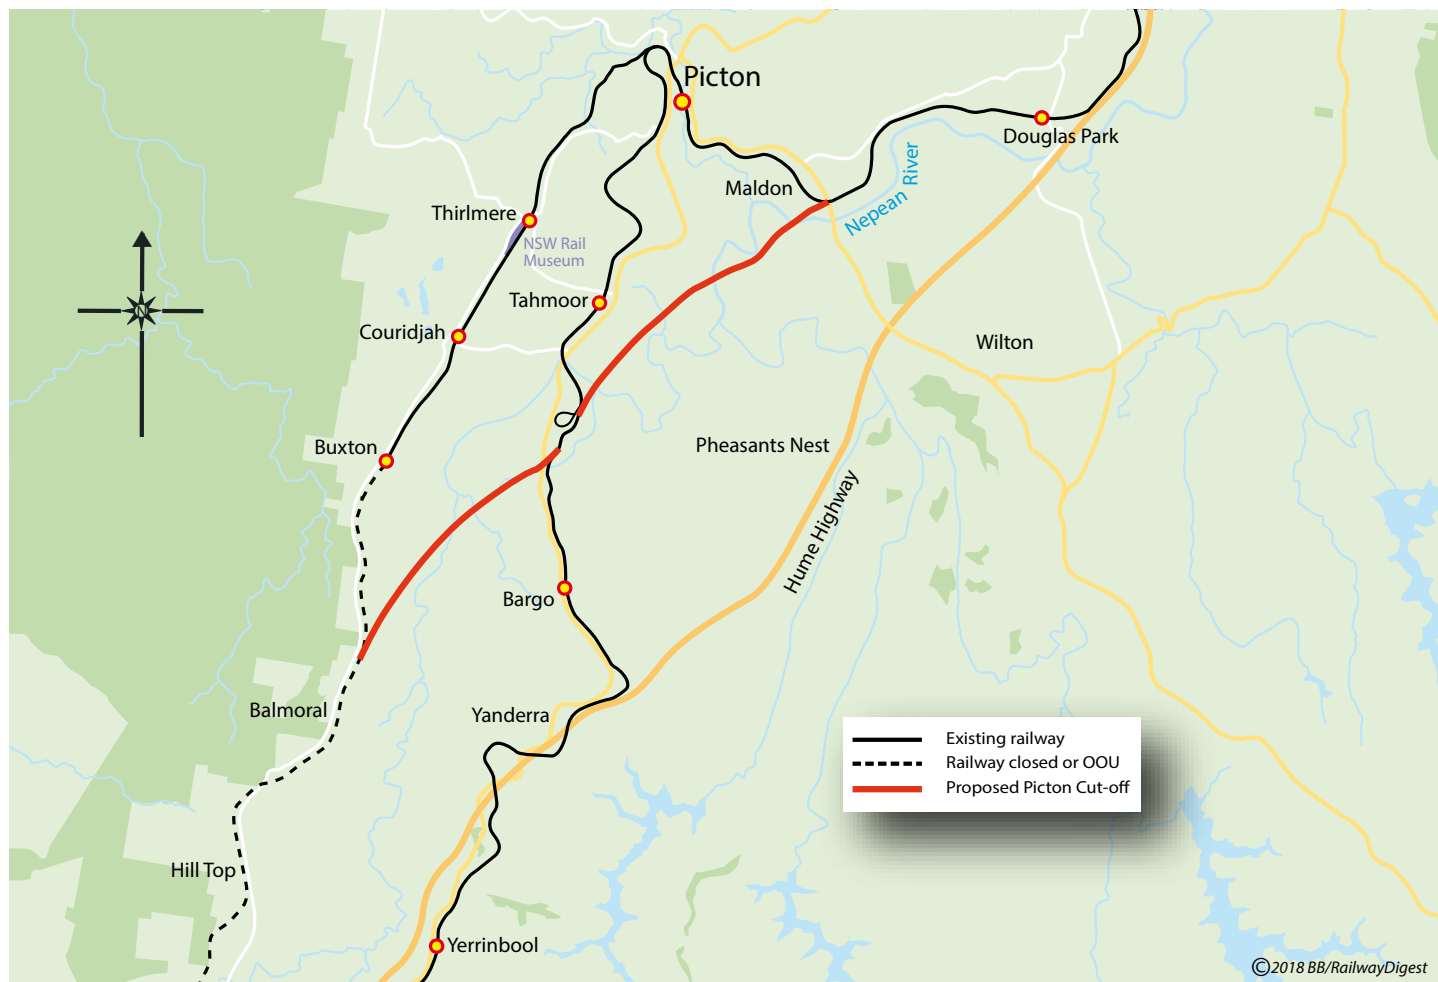 Picton
Douglas Park
Maldon
Nepean River
Thirlmere
NSW Rail
Museum
Tahmoor
Couridjah
N
Wilton
Buxton
Pheasants Nest
Hume Highway
Bargo
Balmoral
Yanderra
Existing railway
Railway closed or OOU
Proposed Picton Cut-off
Hill Top
Yerrinbool
©2018 BB/RailwayDigest